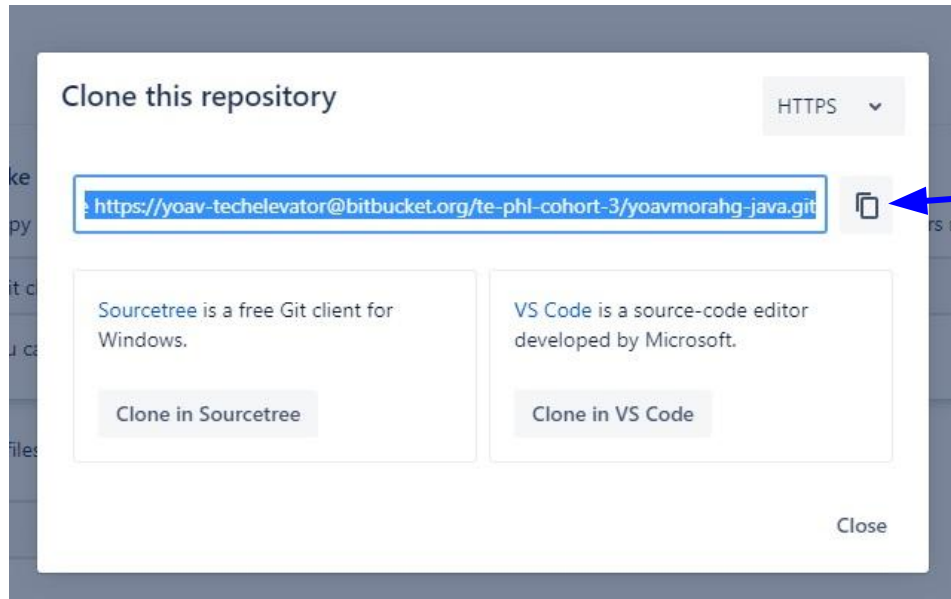 Clone this repository
HTTPS
https://yoav-techelevator@bitbucket.org/te-phl-cohort-3/yoavmorahg-java.git
Sourcetree is a free Git client for
Windows.
Clone in Sourcetree
VS Code is a source-code editor
developed by Microsoft.
Clone in VS Code
Close